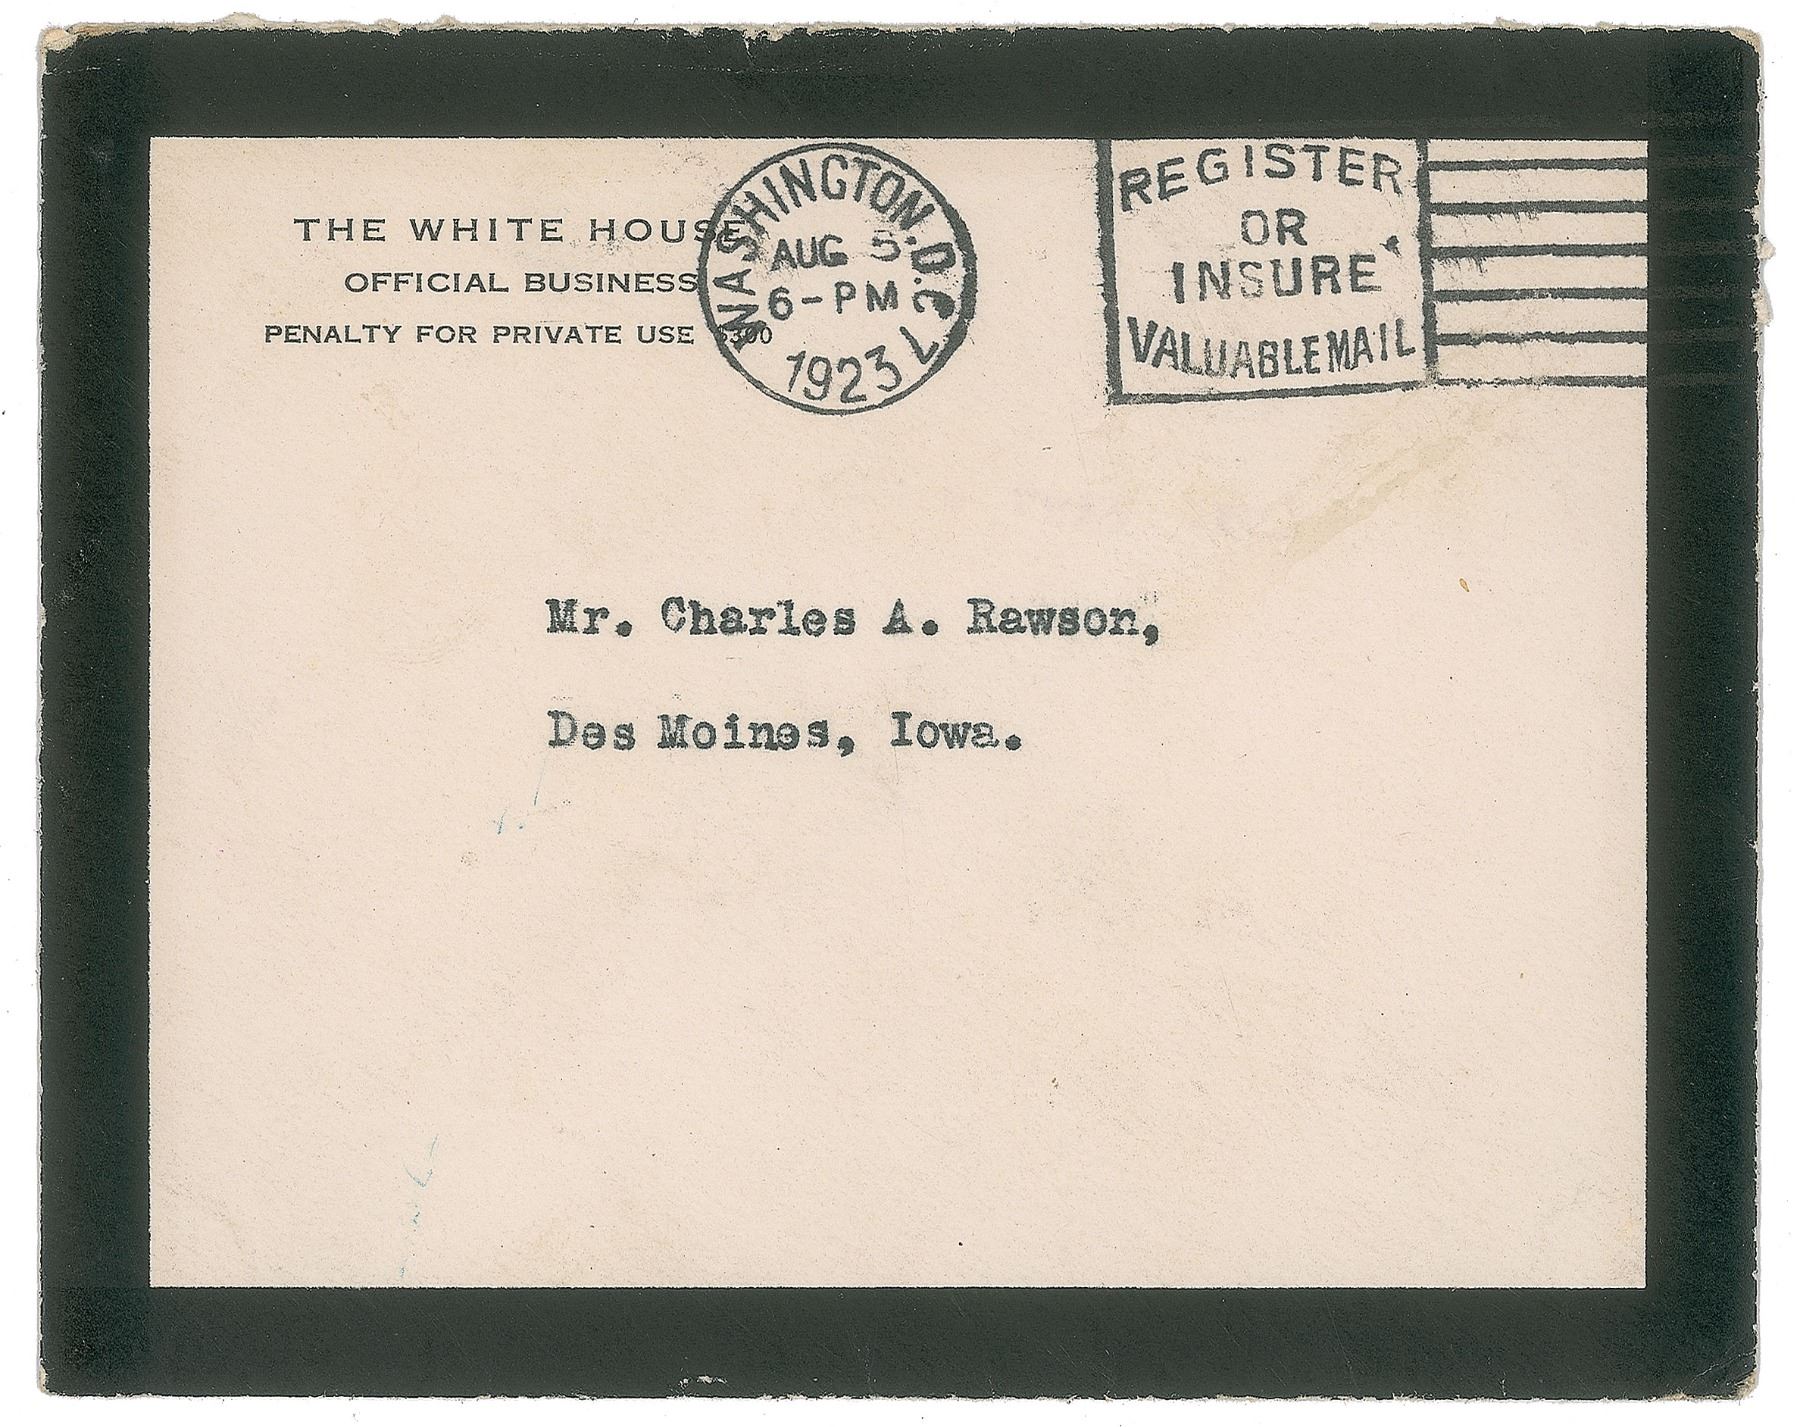 THE WHITE HOUSE
OFFICIAL BUSINESS
PENALTY FOR PRIVATE USE $300
WASHINGTON, D.C.
AUG 5
6-PM
1923
REGISTER
OR
INSURE
VALUABLE MAIL
Mr. Charles A. Rawson,
Des Moines, Iowa.